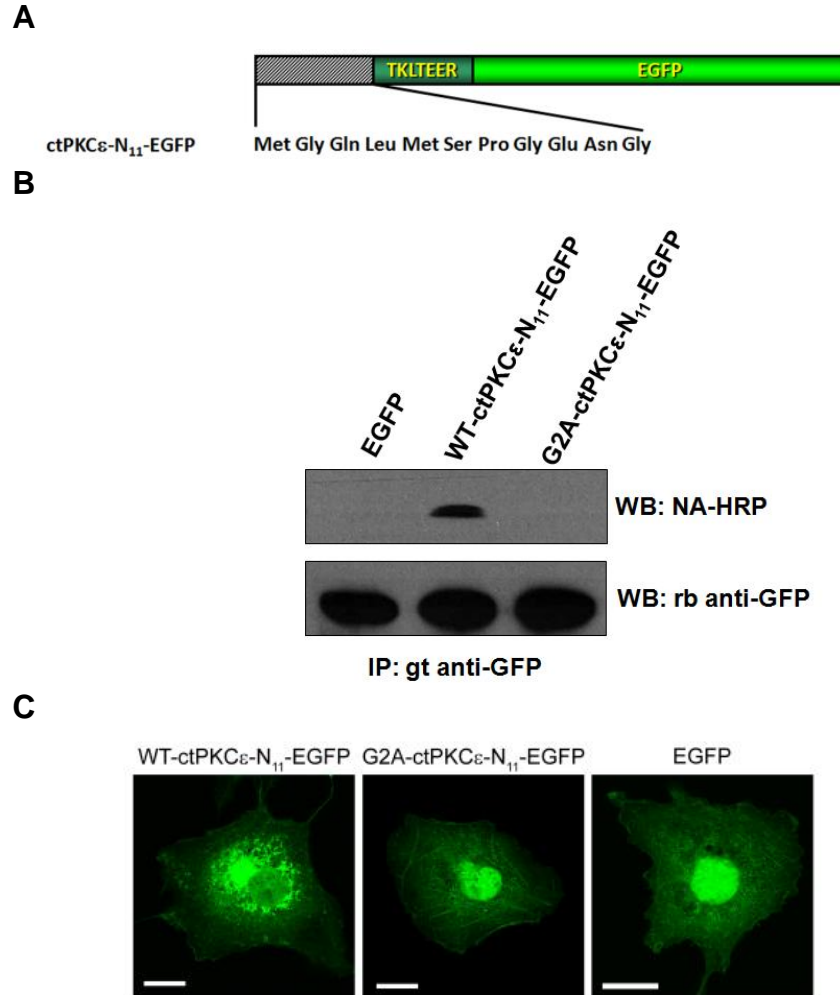 A
TKLTEER EGFP
ctPKCε-N₁₁-EGFP Met Gly Gln Leu Met Ser Pro Gly Glu Asn Gly
B
EGFP
WT-ctPKCε-N₁₁-EGFP
G2A-ctPKCε-N₁₁-EGFP
WB: NA-HRP
WB: rb anti-GFP
IP: gt anti-GFP
C
WT-ctPKCε-N₁₁-EGFP G2A-ctPKCε-N₁₁-EGFP EGFP